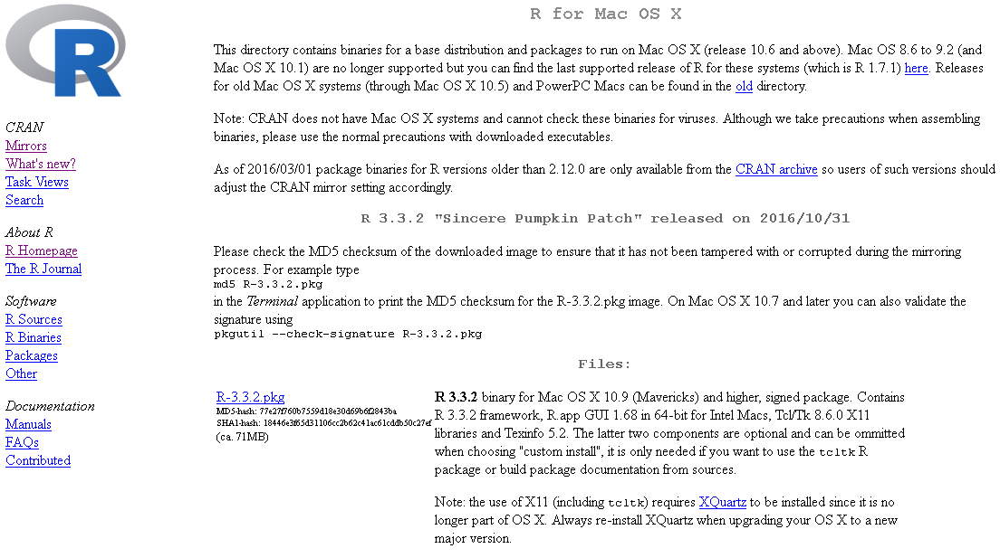 R
CRAN
Mirrors
What's new?
Task Views
Search
About R
R Homepage
The R Journal
Software
R Sources
R Binaries
Packages
Other
Documentation
Manuals
FAQs
Contributed
R for Mac OS X
This directory contains binaries for a base distribution and packages to run on Mac OS X (release 10.6 and above). Mac OS 8.6 to 9.2 (and
Mac OS X 10.1) are no longer supported but you can find the last supported release of R for these systems (which is R 1.7.1) here. Releases
for old Mac OS X systems (through Mac OS X 10.5) and PowerPC Macs can be found in the old directory.
Note: CRAN does not have Mac OS X systems and cannot check these binaries for viruses. Although we take precautions when assembling
binaries, please use the normal precautions with downloaded executables.
As of 2016/03/01 package binaries for R versions older than 2.12.0 are only available from the CRAN archive so users of such versions should
adjust the CRAN mirror setting accordingly.
R 3.3.2 "Sincere Pumpkin Patch" released on 2016/10/31
Please check the MD5 checksum of the downloaded image to ensure that it has not been tampered with or corrupted during the mirroring
process. For example type
md5 R-3.3.2.pkg
in the Terminal application to print the MD5 checksum for the R-3.3.2.pkg image. On Mac OS X 10.7 and later you can also validate the
signature using
pkgutil --check-signature R-3.3.2.pkg
Files:
R-3.3.2.pkg
MD5-hash: 77e27f760b7559d18e30d69b6f2843ba
SHA1-hash: 18446e3f65d31106cc2b62c41ac61cddb50c27ef
(ca. 71MB)
R 3.3.2 binary for Mac OS X 10.9 (Mavericks) and higher, signed package. Contains
R 3.3.2 framework, R.app GUI 1.68 in 64-bit for Intel Macs, Tcl/Tk 8.6.0 X11
libraries and Texinfo 5.2. The latter two components are optional and can be ommitted
when choosing "custom install", it is only needed if you want to use the tcltk R
package or build package documentation from sources.
Note: the use of X11 (including tcltk) requires XQuartz to be installed since it is no
longer part of OS X. Always re-install XQuartz when upgrading your OS X to a new
major version.